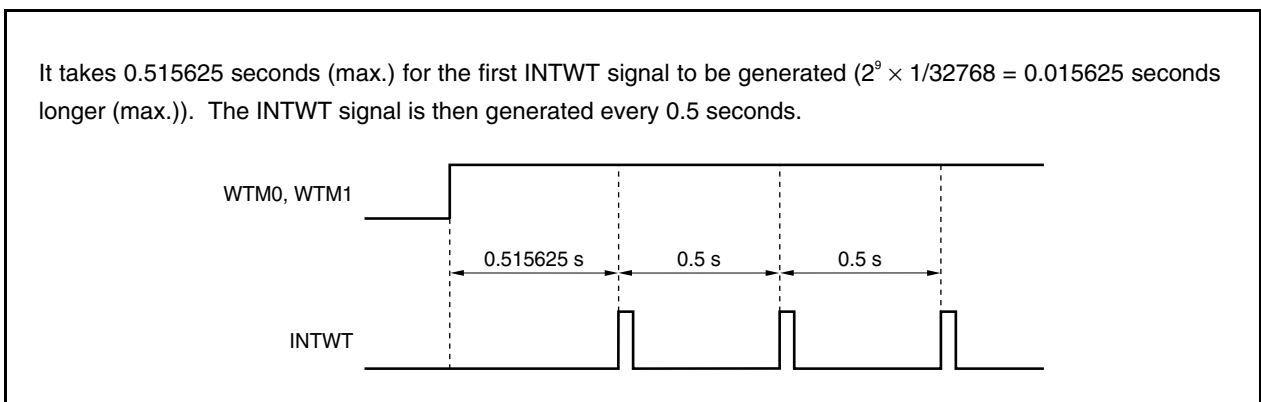 It takes 0.515625 seconds (max.) for the first INTWT signal to be generated (2⁹ × 1/32768 = 0.015625 seconds
longer (max.)). The INTWT signal is then generated every 0.5 seconds.
WTM0, WTM1
0.515625 s 0.5 s 0.5 s
INTWT